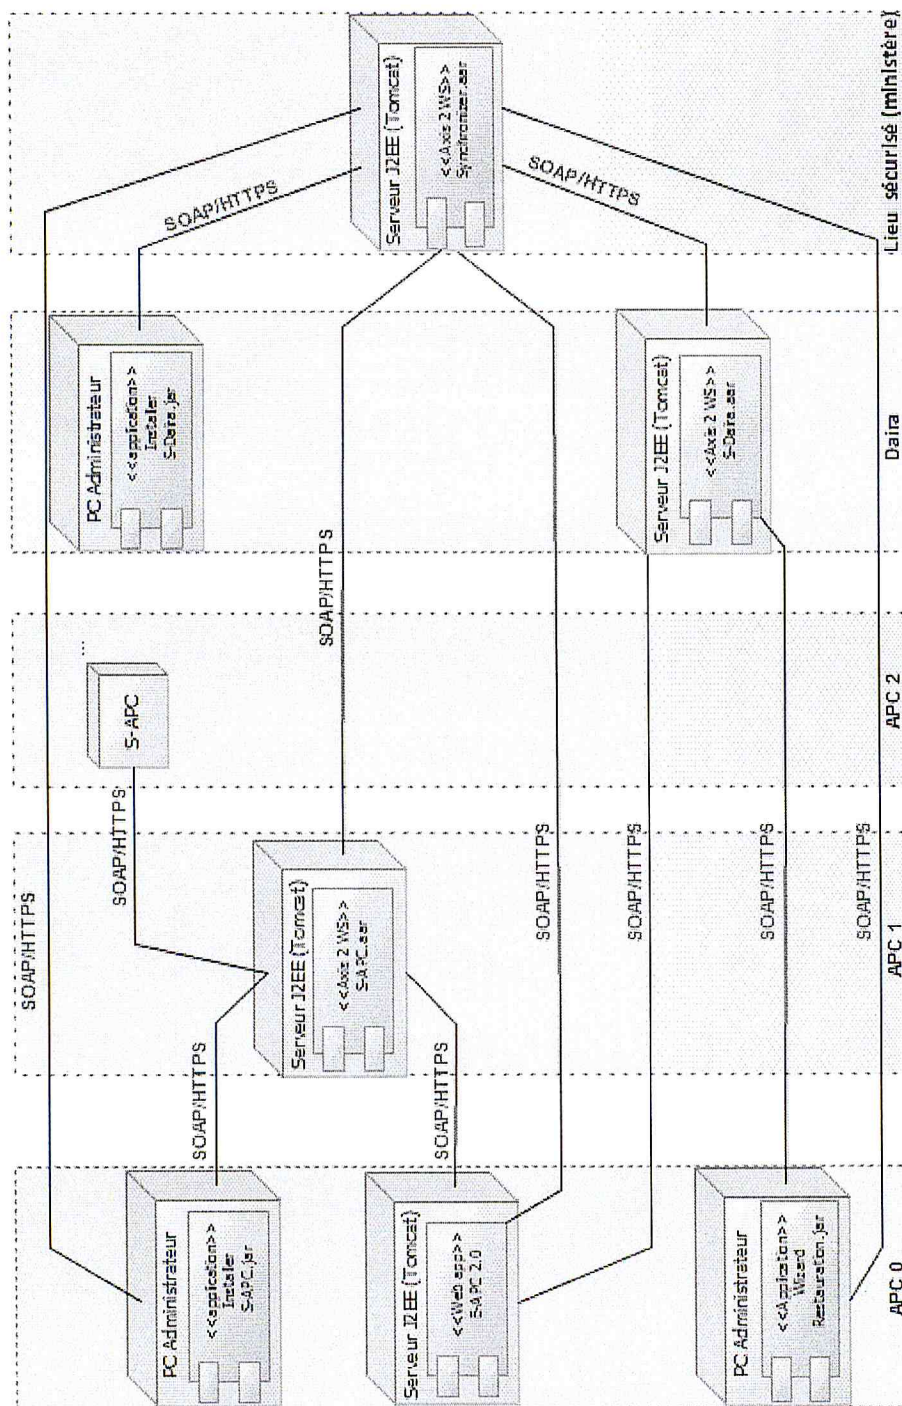 PC Administrateur
<<application>>
Installer
S-APC.jar
Serveur J2EE (Tomcat)
<<Web app>>
E-APC 2.0
PC Administrateur
<<Application>>
Wizard
Restauration.jar
APC 0
SOAP/HTTPS
SOAP/HTTPS
SOAP/HTTPS
Serveur J2EE (Tomcat)
<<Axis 2 WS>>
S-APC.aar
SOAP/HTTPS
SOAP/HTTPS
SOAP/HTTPS
SOAP/HTTPS
SOAP/HTTPS
APC 1
S-APC
...
APC 2
SOAP/HTTPS
PC Administrateur
<<application>>
Installer
S-Daira.jar
Serveur J2EE (Tomcat)
<<Axis 2 WS>>
S-Daira.aar
Daira
SOAP/HTTPS
Serveur J2EE (Tomcat)
<<Axis 2 WS>>
Synchronizer.aar
SOAP/HTTPS
Lieu sécurisé (ministère)